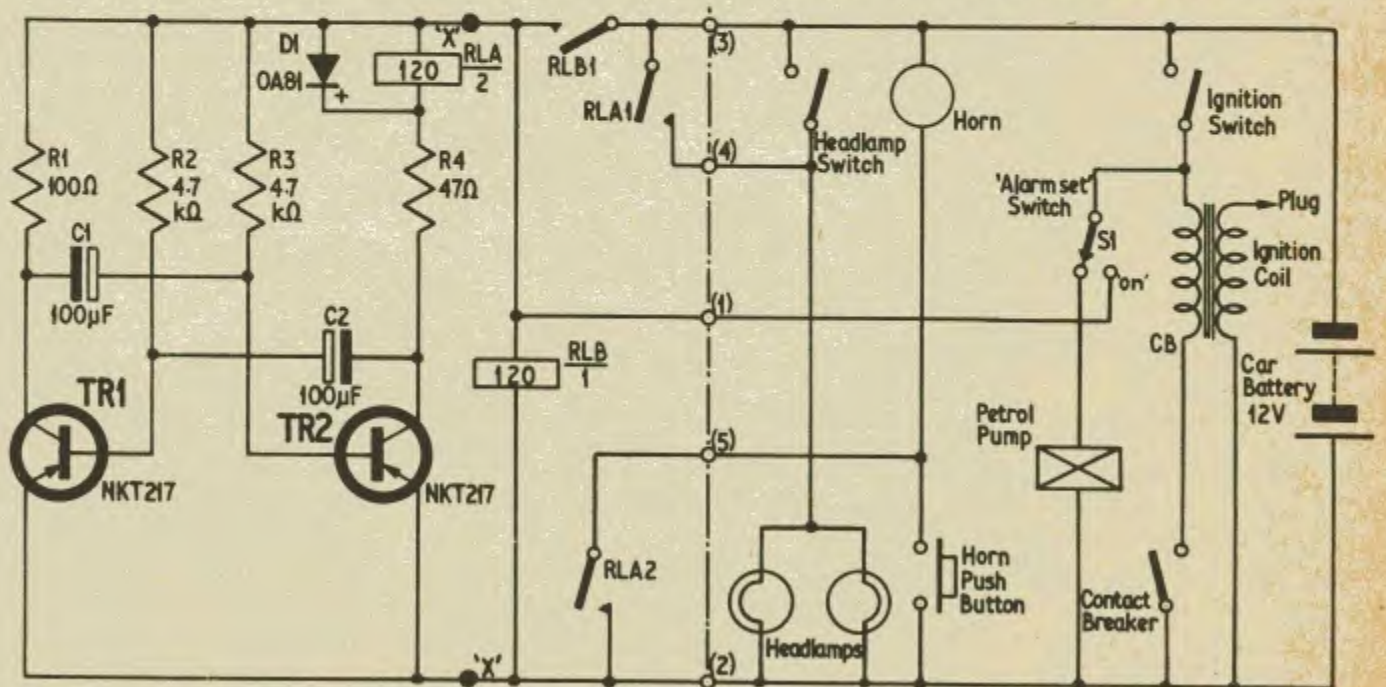 R1
100Ω
R2
4.7
kΩ
R3
4.7
kΩ
D1
OA81
+
'X'
120
RLA
2
R4
47Ω
C1
100μF
C2
100μF
TR1
NKT217
TR2
NKT217
'X'
RLB1
RLA1
120
RLB
1
RLA2
(3)
(4)
(1)
(5)
(2)
Headlamp
Switch
Horn
Headlamps
Horn
Push
Button
'Alarm set'
Switch
S1
'on'
Petrol
Pump
Ignition
Switch
Plug
Ignition
Coil
CB
Contact
Breaker
Car
Battery
12V